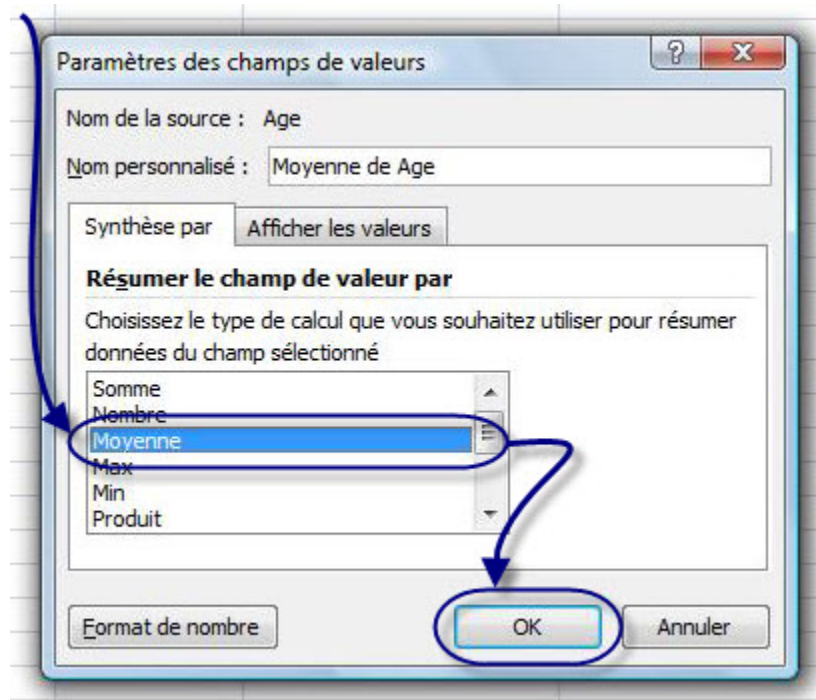 Paramètres des champs de valeurs
Nom de la source : Age
Nom personnalisé : Moyenne de Age
Synthèse par Afficher les valeurs
Résumer le champ de valeur par
Choisissez le type de calcul que vous souhaitez utiliser pour résumer
données du champ sélectionné
Somme
Nombre
Moyenne
Max
Min
Produit
Format de nombre OK Annuler